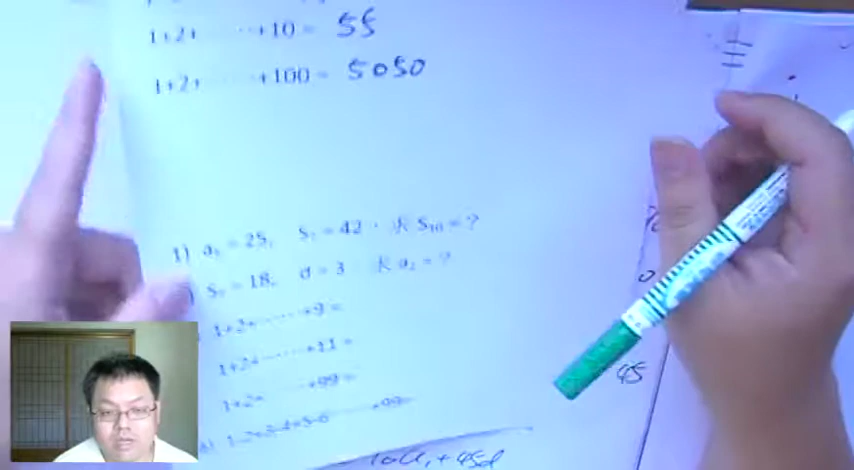 1+2+ ⋯ +10 = 55
1+2+ ⋯⋯ +100 = 5050
1) a₅ = 25, S₇ = 42 , 求 S₁₀ = ?
) S₉ = 18, d = 3 求 a₂ = ?
1+2+⋯⋯+9 =
1+2+⋯⋯+11 =
1+2+⋯⋯+99 =
1-2+3-4+5-6⋯⋯+99=
10a₁+45d
45